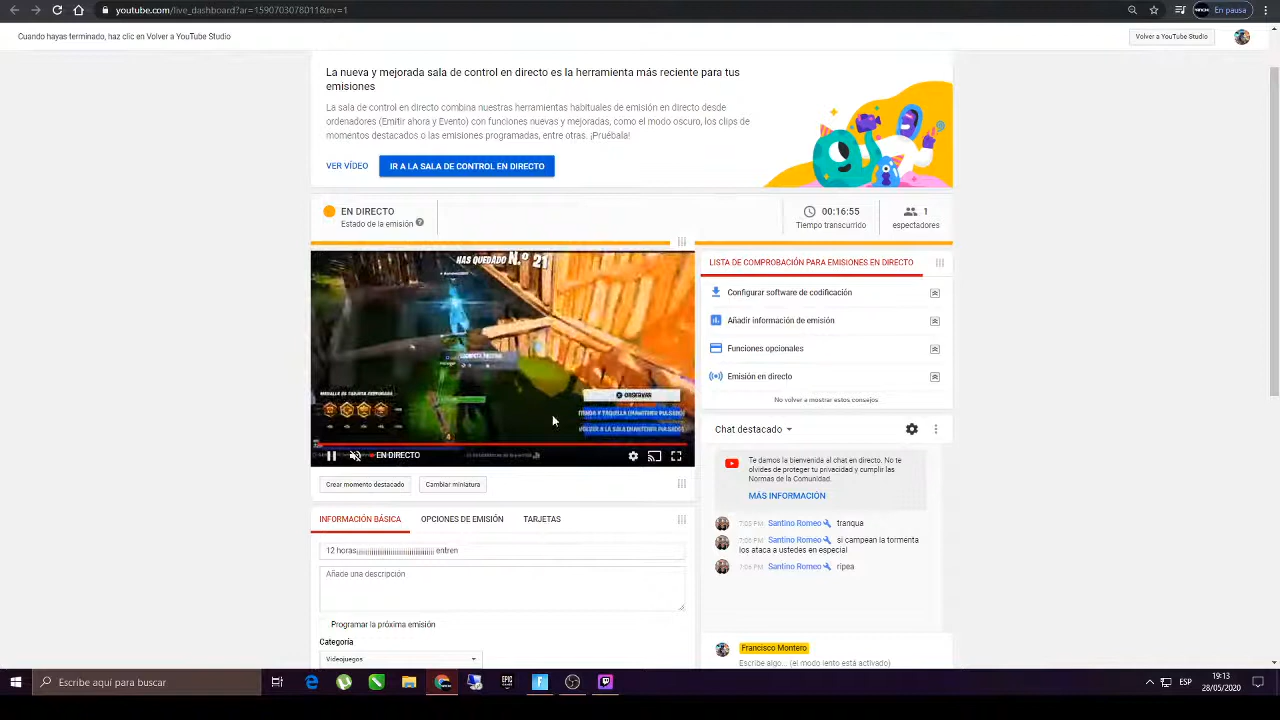 youtube.com/live_dashboard?ar=1590703078011&nv=1
En pausa
Cuando hayas terminado, haz clic en Volver a YouTube Studio
Volver a YouTube Studio
La nueva y mejorada sala de control en directo es la herramienta más reciente para tus
emisiones
La sala de control en directo combina nuestras herramientas habituales de emisión en directo desde
ordenadores (Emitir ahora y Evento) con funciones nuevas y mejoradas, como el modo oscuro, los clips de
momentos destacados o las emisiones programadas, entre otras. ¡Pruébala!
VER VÍDEO
IR A LA SALA DE CONTROL EN DIRECTO
EN DIRECTO
Estado de la emisión
00:16:55
Tiempo transcurrido
1
espectadores
HAS QUEDADO N.º 21
OBSERVAR
VOLVER A LA SALA (MANTENER PULSADO)
EN DIRECTO
Crear momento destacado
Cambiar miniatura
LISTA DE COMPROBACIÓN PARA EMISIONES EN DIRECTO
Configurar software de codificación
Añadir información de emisión
Funciones opcionales
Emisión en directo
No volver a mostrar estos consejos
Chat destacado
Te damos la bienvenida al chat en directo. No te
olvides de proteger tu privacidad y cumplir las
Normas de la Comunidad.
MÁS INFORMACIÓN
7:05 PM Santino Romeo tranqua
7:06 PM Santino Romeo si campean la tormenta
los ataca a ustedes en especial
7:06 PM Santino Romeo ripea
Francisco Montero
Escribe algo... (el modo lento está activado)
INFORMACIÓN BÁSICA
OPCIONES DE EMISIÓN
TARJETAS
entren
Añade una descripción
Programar la próxima emisión
Categoría
Videojuegos
Escribe aquí para buscar
ESP
19:13
28/05/2020